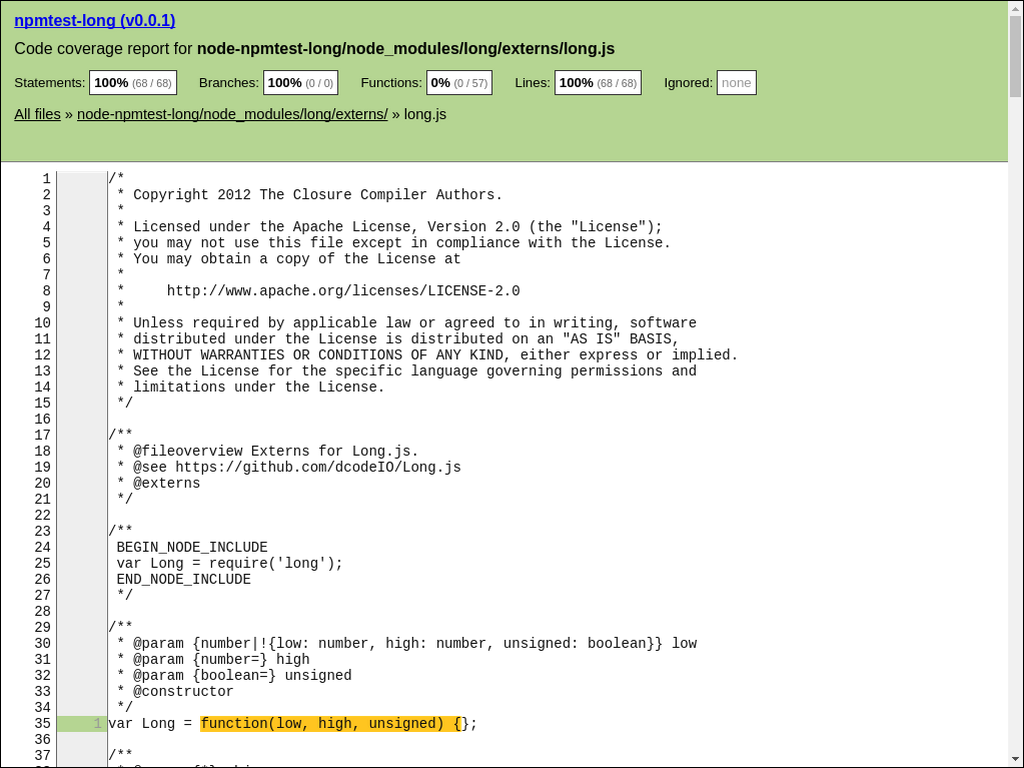 npmtest-long (v0.0.1)
Code coverage report for node-npmtest-long/node_modules/long/externs/long.js
Statements: 100% (68 / 68) Branches: 100% (0 / 0) Functions: 0% (0 / 57) Lines: 100% (68 / 68) Ignored: none
All files » node-npmtest-long/node_modules/long/externs/ » long.js
1 /*
2  * Copyright 2012 The Closure Compiler Authors.
3  *
4  * Licensed under the Apache License, Version 2.0 (the "License");
5  * you may not use this file except in compliance with the License.
6  * You may obtain a copy of the License at
7  *
8  *     http://www.apache.org/licenses/LICENSE-2.0
9  *
10  * Unless required by applicable law or agreed to in writing, software
11  * distributed under the License is distributed on an "AS IS" BASIS,
12  * WITHOUT WARRANTIES OR CONDITIONS OF ANY KIND, either express or implied.
13  * See the License for the specific language governing permissions and
14  * limitations under the License.
15  */
16
17 /**
18  * @fileoverview Externs for Long.js.
19  * @see https://github.com/dcodeIO/Long.js
20  * @externs
21  */
22
23 /**
24  BEGIN_NODE_INCLUDE
25  var Long = require('long');
26  END_NODE_INCLUDE
27  */
28
29 /**
30  * @param {number|!{low: number, high: number, unsigned: boolean}} low
31  * @param {number=} high
32  * @param {boolean=} unsigned
33  * @constructor
34  */
35 1 var Long = function(low, high, unsigned) {};
36
37 /**